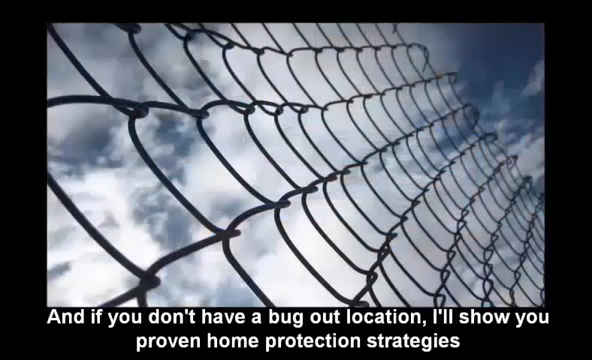 And if you don't have a bug out location, I'll show you
proven home protection strategies